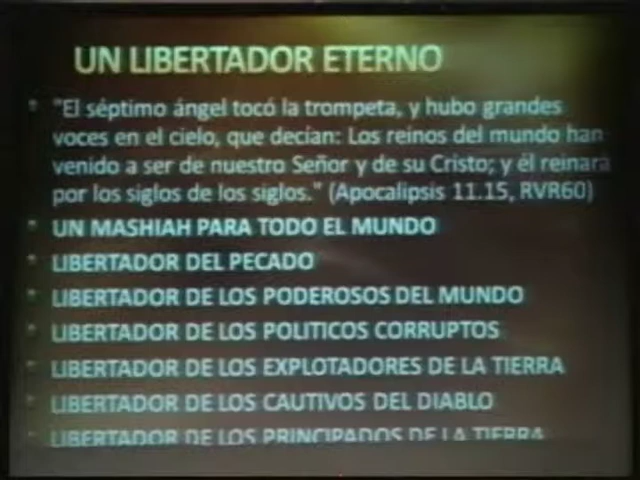 UN LIBERTADOR ETERNO
"El séptimo ángel tocó la trompeta, y hubo grandes
voces en el cielo, que decían: Los reinos del mundo han
venido a ser de nuestro Señor y de su Cristo; y él reinará
por los siglos de los siglos." (Apocalipsis 11.15, RVR60)
UN MASHIAH PARA TODO EL MUNDO
LIBERTADOR DEL PECADO
LIBERTADOR DE LOS PODEROSOS DEL MUNDO
LIBERTADOR DE LOS POLITICOS CORRUPTOS
LIBERTADOR DE LOS EXPLOTADORES DE LA TIERRA
LIBERTADOR DE LOS CAUTIVOS DEL DIABLO
LIBERTADOR DE LOS PRINCIPADOS DE LA TIERRA